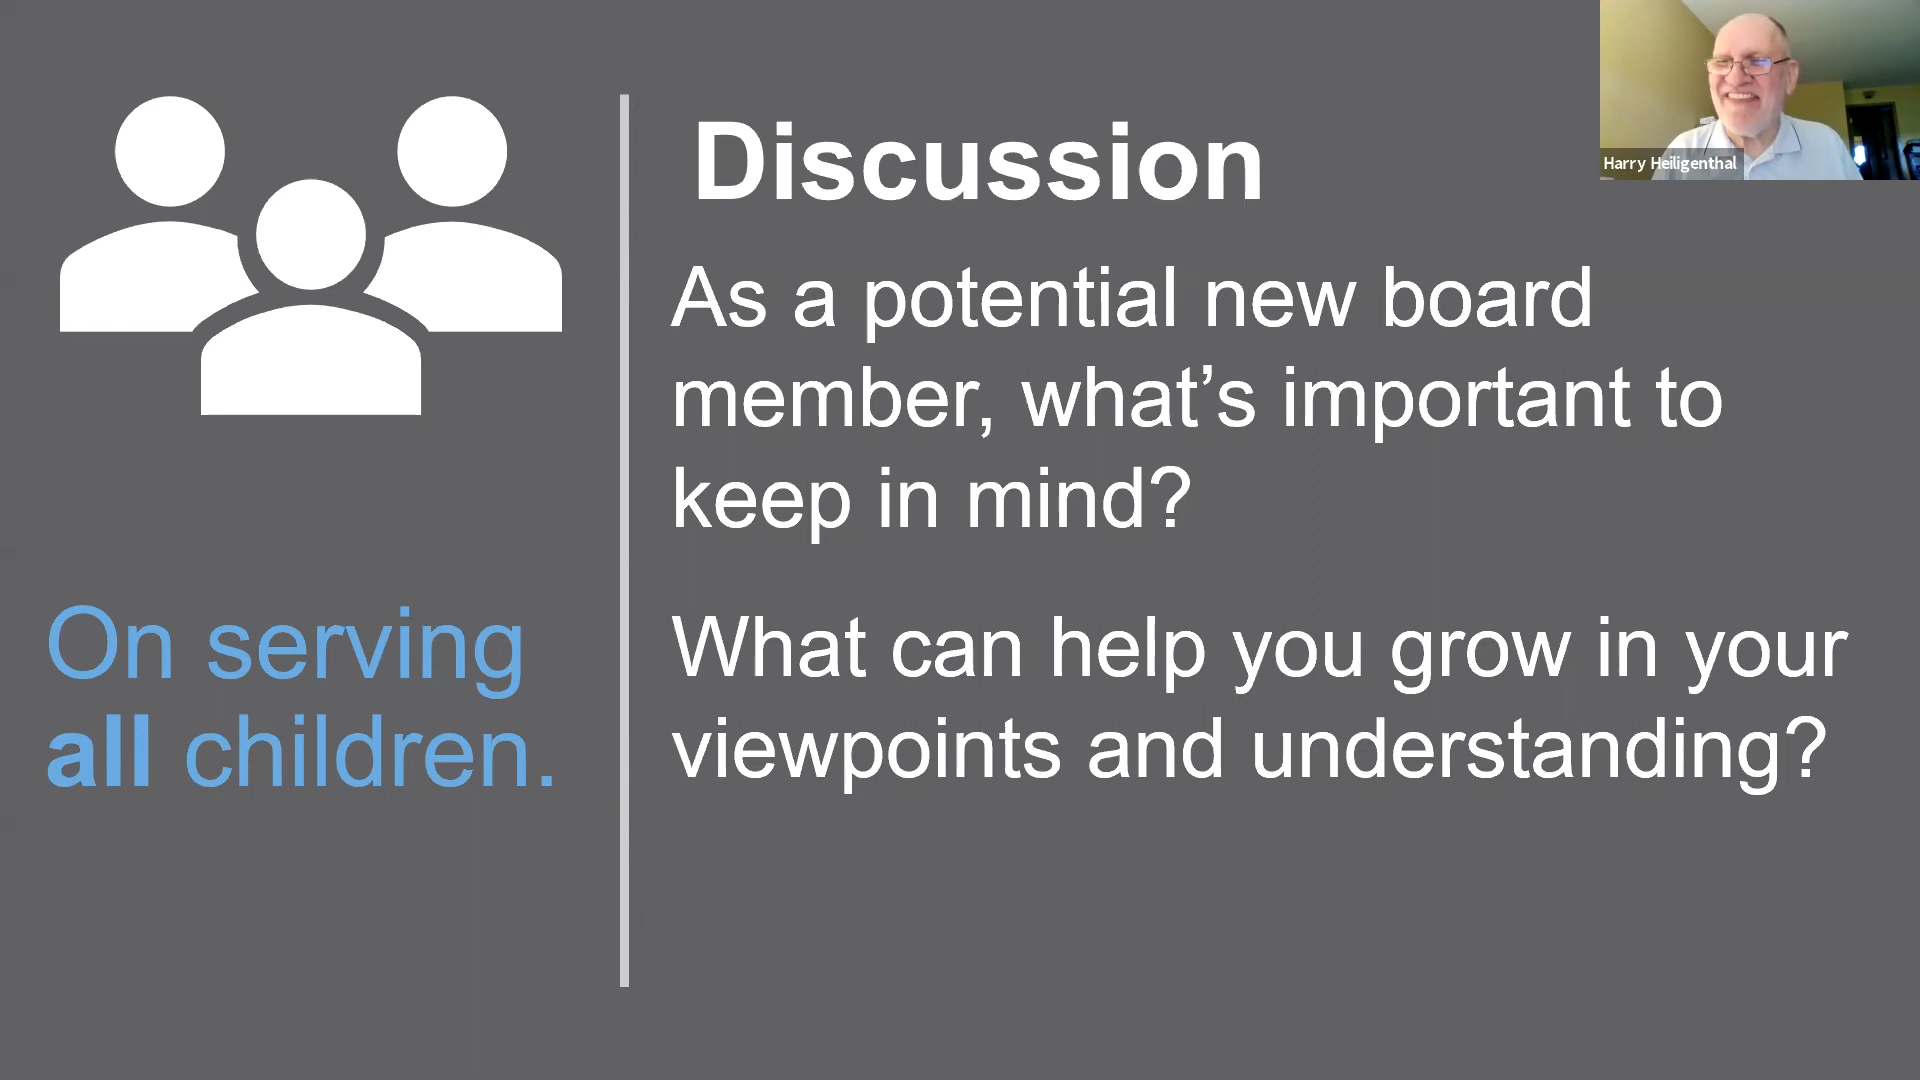 Discussion
As a potential new board
member, what’s important to
keep in mind?
What can help you grow in your
viewpoints and understanding?
On serving
all children.
Harry Heiligenthal